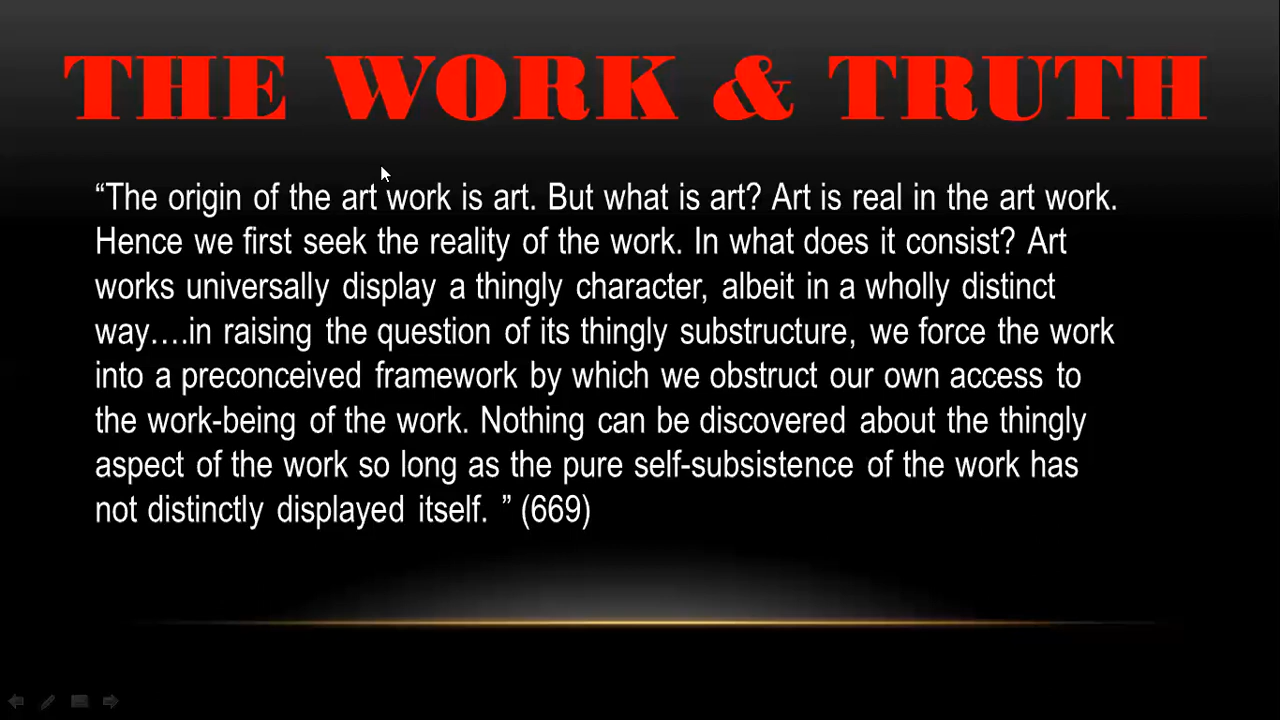 THE WORK & TRUTH
“The origin of the art work is art. But what is art? Art is real in the art work.
Hence we first seek the reality of the work. In what does it consist? Art
works universally display a thingly character, albeit in a wholly distinct
way….in raising the question of its thingly substructure, we force the work
into a preconceived framework by which we obstruct our own access to
the work-being of the work. Nothing can be discovered about the thingly
aspect of the work so long as the pure self-subsistence of the work has
not distinctly displayed itself. ” (669)